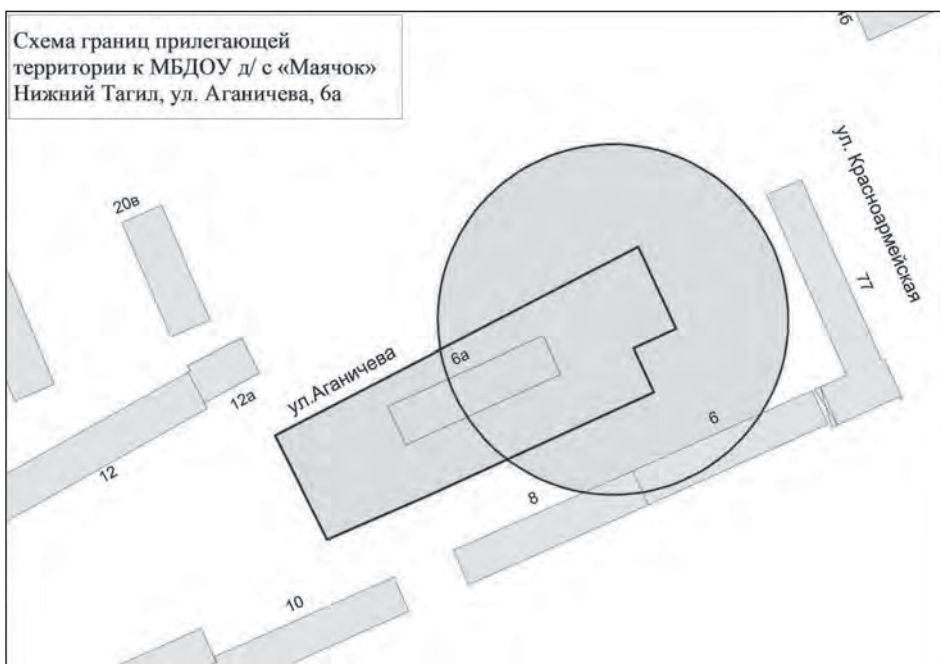 Схема границ прилегающей
территории к МБДОУ д/ с «Маячок»
Нижний Тагил, ул. Аганичева, 6а
ул. Красноармейская
20в
77
ул.Аганичева
6а
12а
6
12
8
10